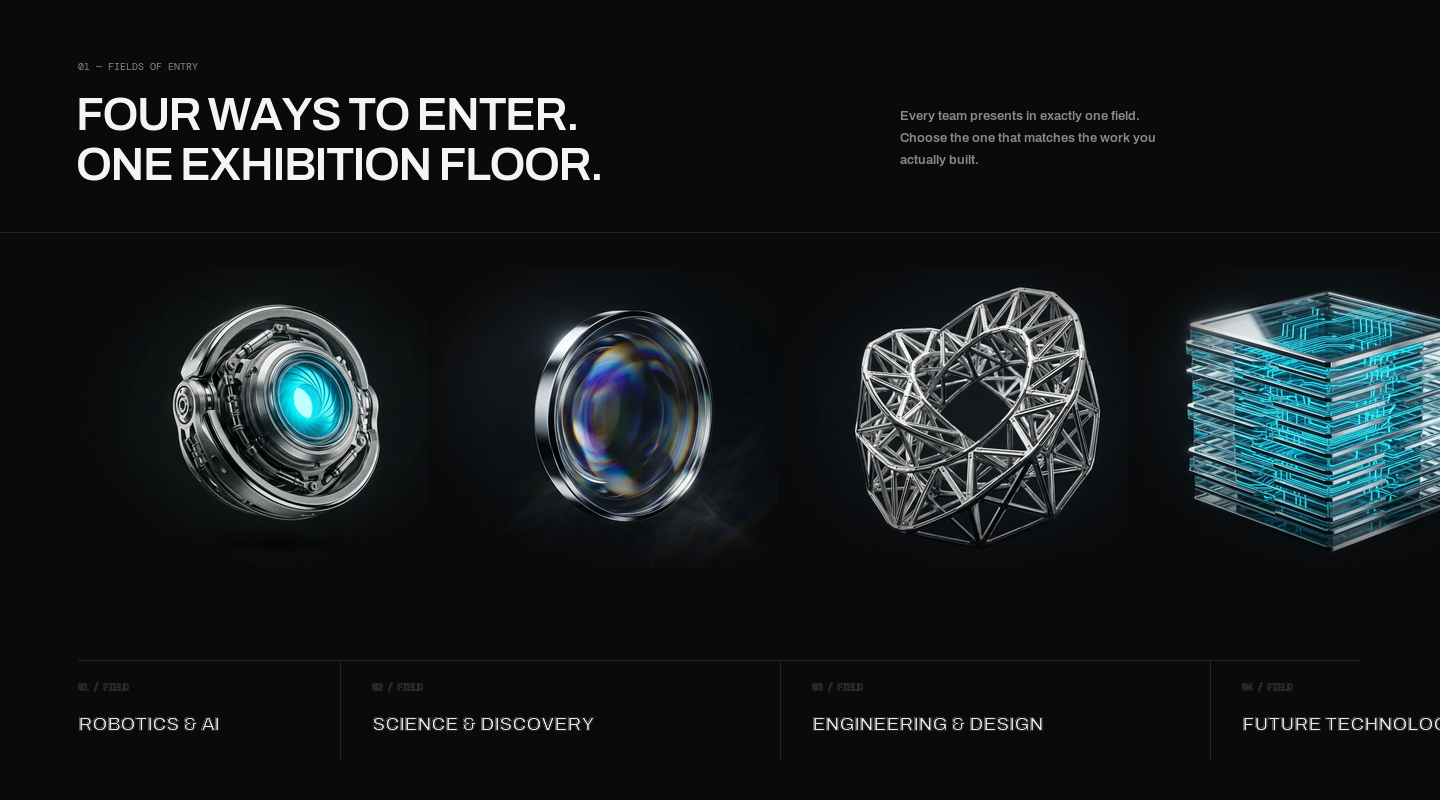 01 — FIELDS OF ENTRY
FOUR WAYS TO ENTER.
ONE EXHIBITION FLOOR.
Every team presents in exactly one field.
Choose the one that matches the work you
actually built.
01 / FIELD
ROBOTICS & AI
02 / FIELD
SCIENCE & DISCOVERY
03 / FIELD
ENGINEERING & DESIGN
04 / FIELD
FUTURE TECHNOLOG